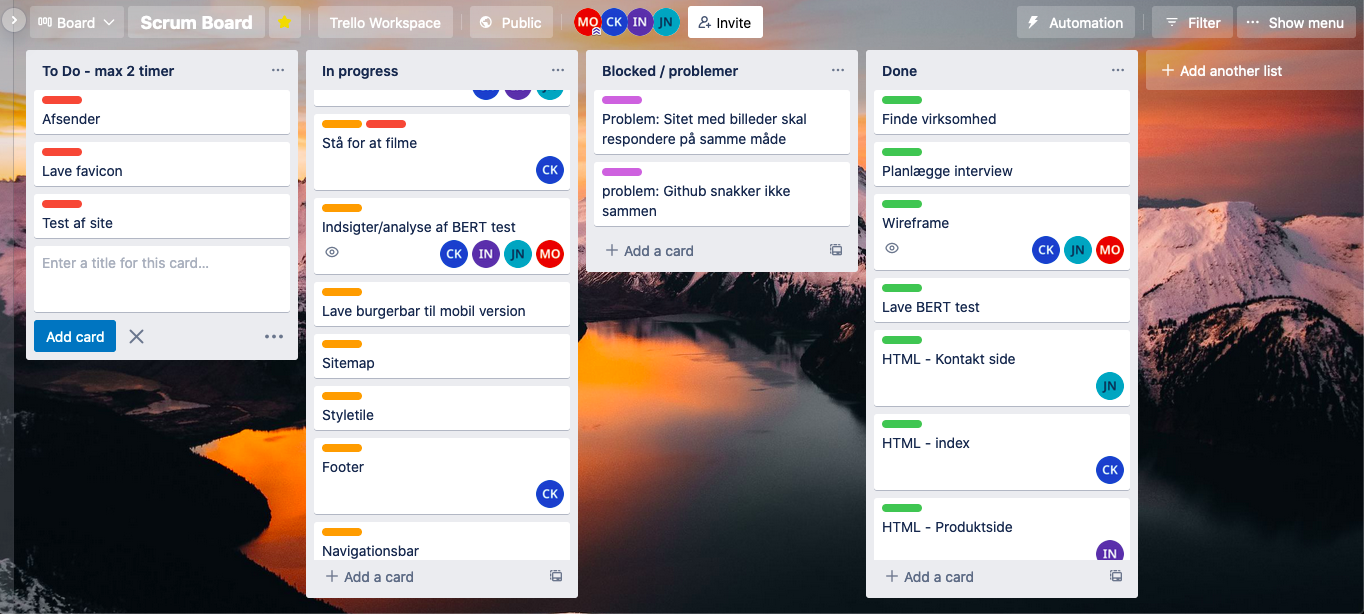 Board
Scrum Board
Trello Workspace
Public
MO
CK
IN
JN
Invite
Automation
Filter
Show menu
To Do - max 2 timer
Afsender
Lave favicon
Test af site
Enter a title for this card...
Add card
In progress
Stå for at filme
CK
Indsigter/analyse af BERT test
CK
IN
JN
MO
Lave burgerbar til mobil version
Sitemap
Styletile
Footer
CK
Navigationsbar
Add a card
Blocked / problemer
Problem: Sitet med billeder skal
respondere på samme måde
problem: Github snakker ikke
sammen
Add a card
Done
Finde virksomhed
Planlægge interview
Wireframe
CK
JN
MO
Lave BERT test
HTML - Kontakt side
JN
HTML - index
CK
HTML - Produktside
IN
Add a card
Add another list